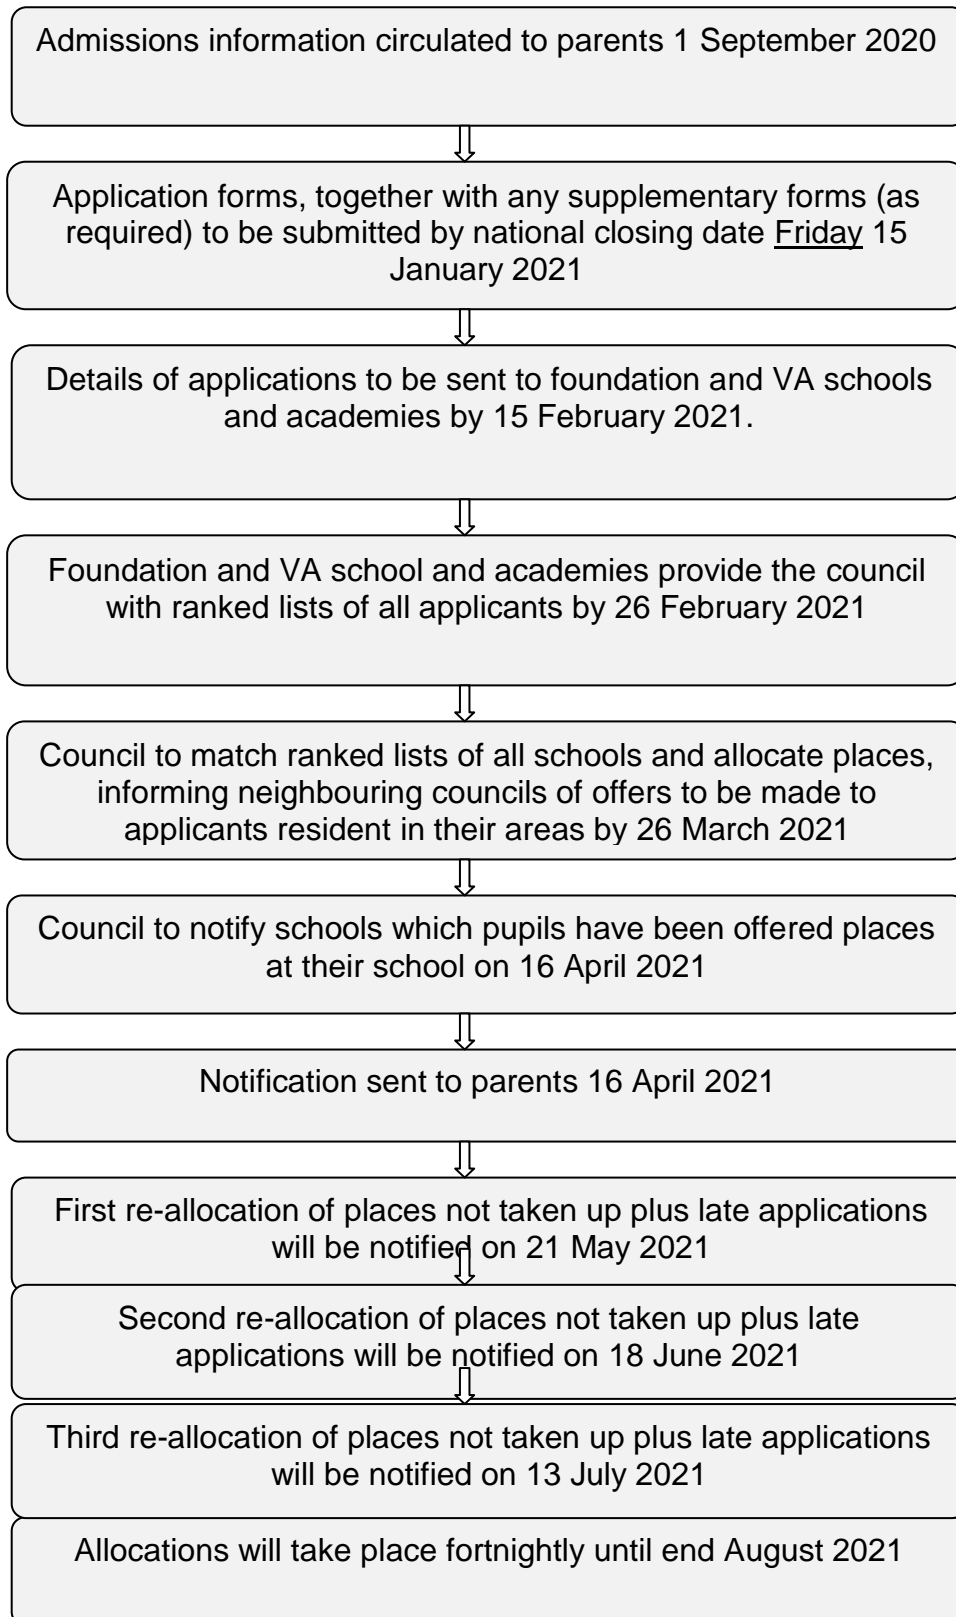 Admissions information circulated to parents 1 September 2020
Application forms, together with any supplementary forms (as
required) to be submitted by national closing date Friday 15
January 2021
Details of applications to be sent to foundation and VA schools
and academies by 15 February 2021.
Foundation and VA school and academies provide the council
with ranked lists of all applicants by 26 February 2021
Council to match ranked lists of all schools and allocate places,
informing neighbouring councils of offers to be made to
applicants resident in their areas by 26 March 2021
Council to notify schools which pupils have been offered places
at their school on 16 April 2021
Notification sent to parents 16 April 2021
First re-allocation of places not taken up plus late applications
will be notified on 21 May 2021
Second re-allocation of places not taken up plus late
applications will be notified on 18 June 2021
Third re-allocation of places not taken up plus late applications
will be notified on 13 July 2021
Allocations will take place fortnightly until end August 2021